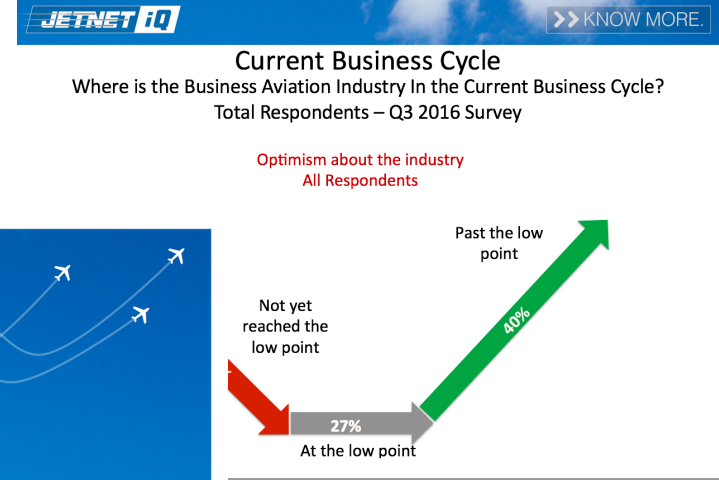 JETNET iQ
>> KNOW MORE.
Current Business Cycle
Where is the Business Aviation Industry In the Current Business Cycle?
Total Respondents – Q3 2016 Survey
Optimism about the industry
All Respondents
Past the low
point
40%
Not yet
reached the
low point
27%
At the low point